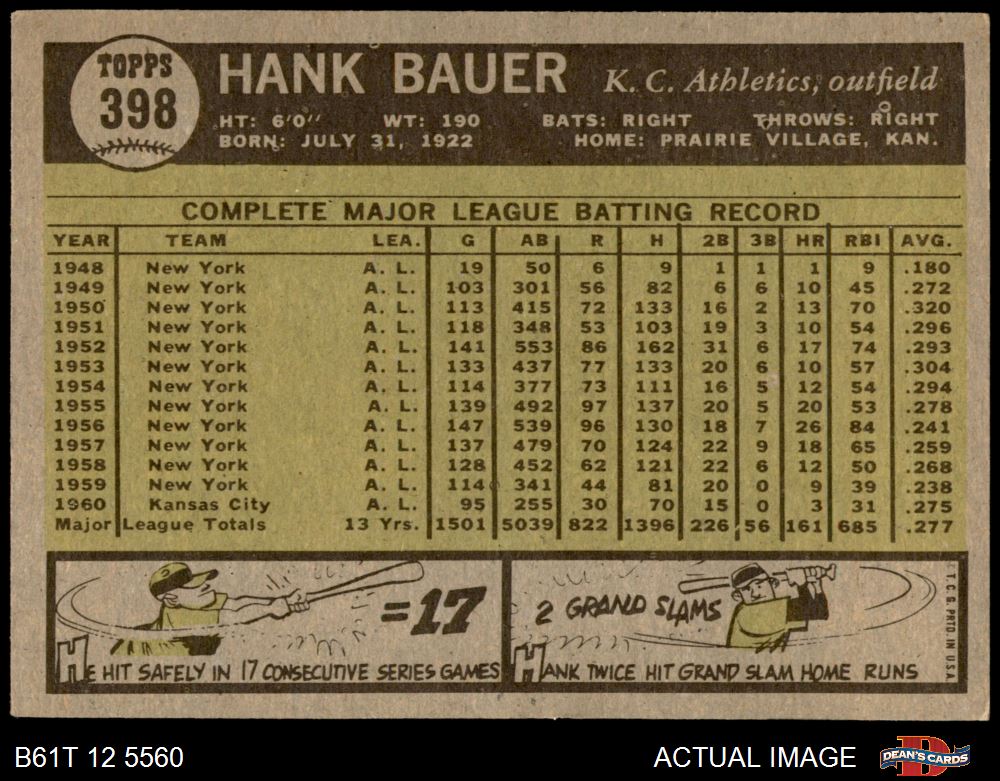 TOPPS
398
HANK BAUER K. C. Athletics, outfield
HT: 6'0" WT: 190 BATS: RIGHT THROWS: RIGHT
BORN: JULY 31, 1922 HOME: PRAIRIE VILLAGE, KAN.
COMPLETE MAJOR LEAGUE BATTING RECORD
YEAR TEAM LEA. G AB R H 2B 3B HR RBI AVG.
1948 New York A. L. 19 50 6 9 1 1 1 9 .180
1949 New York A. L. 103 301 56 82 6 6 10 45 .272
1950 New York A. L. 113 415 72 133 16 2 13 70 .320
1951 New York A. L. 118 348 53 103 19 3 10 54 .296
1952 New York A. L. 141 553 86 162 31 6 17 74 .293
1953 New York A. L. 133 437 77 133 20 6 10 57 .304
1954 New York A. L. 114 377 73 111 16 5 12 54 .294
1955 New York A. L. 139 492 97 137 20 5 20 53 .278
1956 New York A. L. 147 539 96 130 18 7 26 84 .241
1957 New York A. L. 137 479 70 124 22 9 18 65 .259
1958 New York A. L. 128 452 62 121 22 6 12 50 .268
1959 New York A. L. 114 341 44 81 20 0 9 39 .238
1960 Kansas City A. L. 95 255 30 70 15 0 3 31 .275
Major League Totals 13 Yrs. 1501 5039 822 1396 226 56 161 685 .277
=17
HE HIT SAFELY IN 17 CONSECUTIVE SERIES GAMES
2 GRAND SLAMS
HANK TWICE HIT GRAND SLAM HOME RUNS
T. C. G. PRTD. IN U.S.A.
B61T 12 5560 ACTUAL IMAGE DEAN'S CARDS